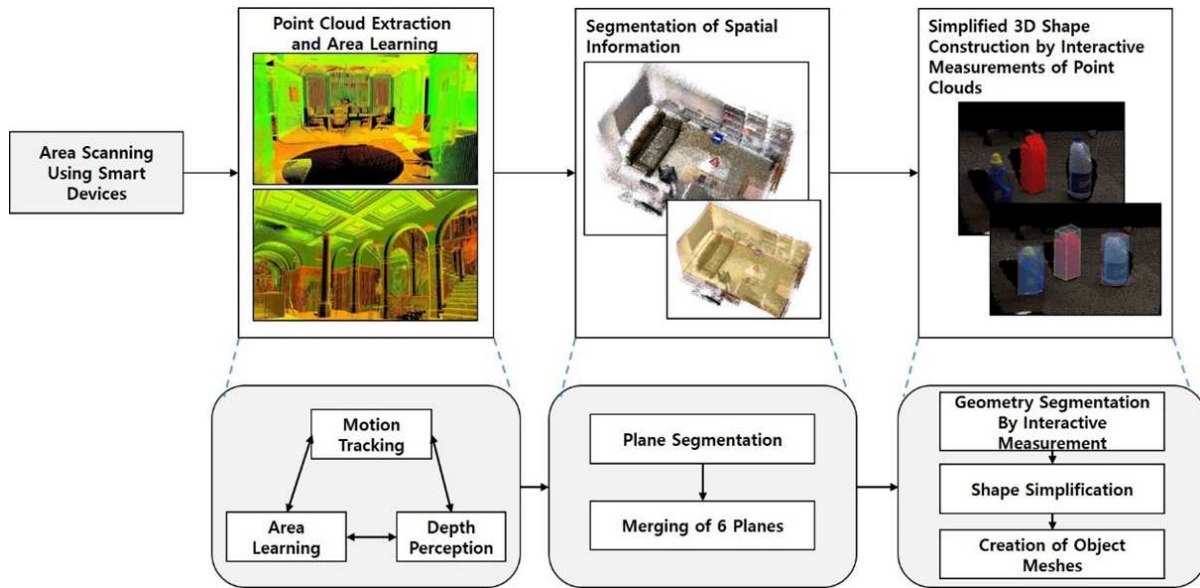 Area Scanning
Using Smart
Devices
Point Cloud Extraction
and Area Learning
Segmentation of Spatial
Information
Simplified 3D Shape
Construction by Interactive
Measurements of Point
Clouds
Motion
Tracking
Area
Learning
Depth
Perception
Plane Segmentation
Merging of 6 Planes
Geometry Segmentation
By Interactive
Measurement
Shape Simplification
Creation of Object
Meshes